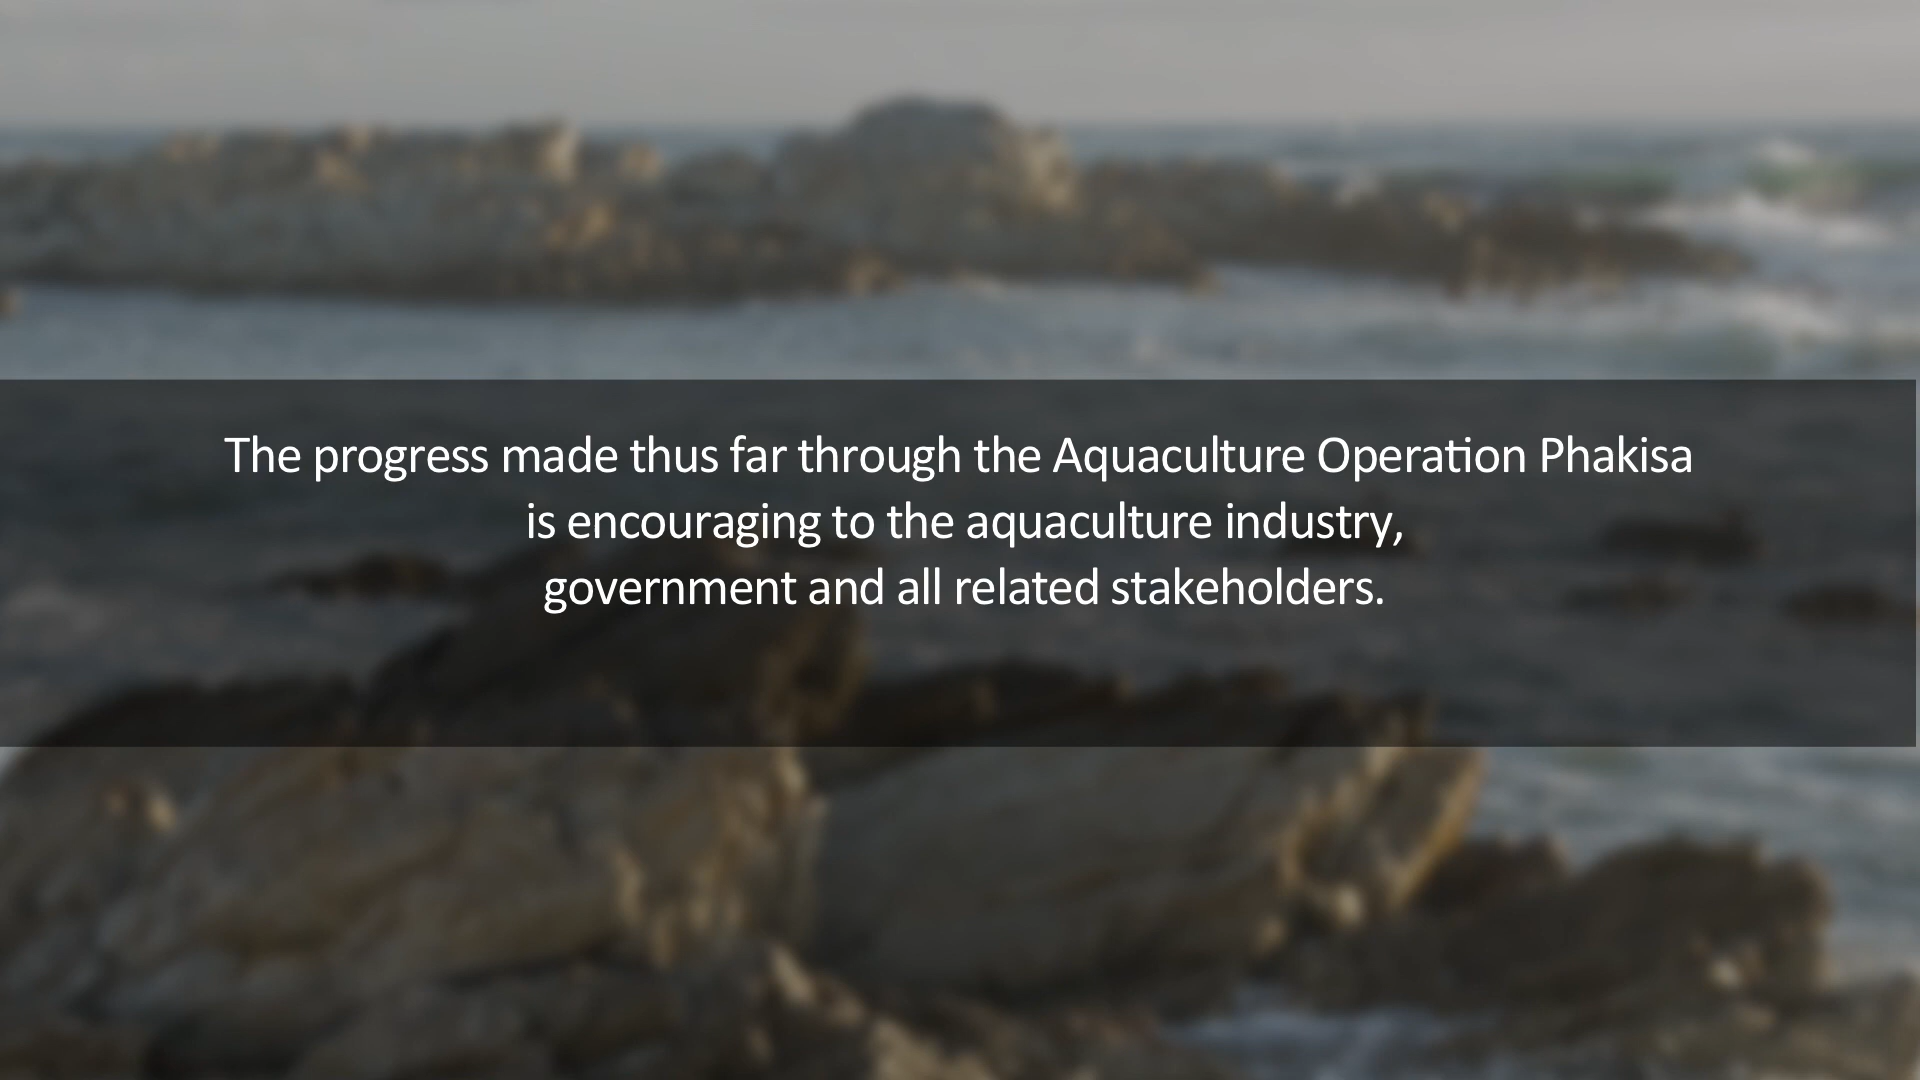 The progress made thus far through the Aquaculture Operation Phakisa
is encouraging to the aquaculture industry,
government and all related stakeholders.